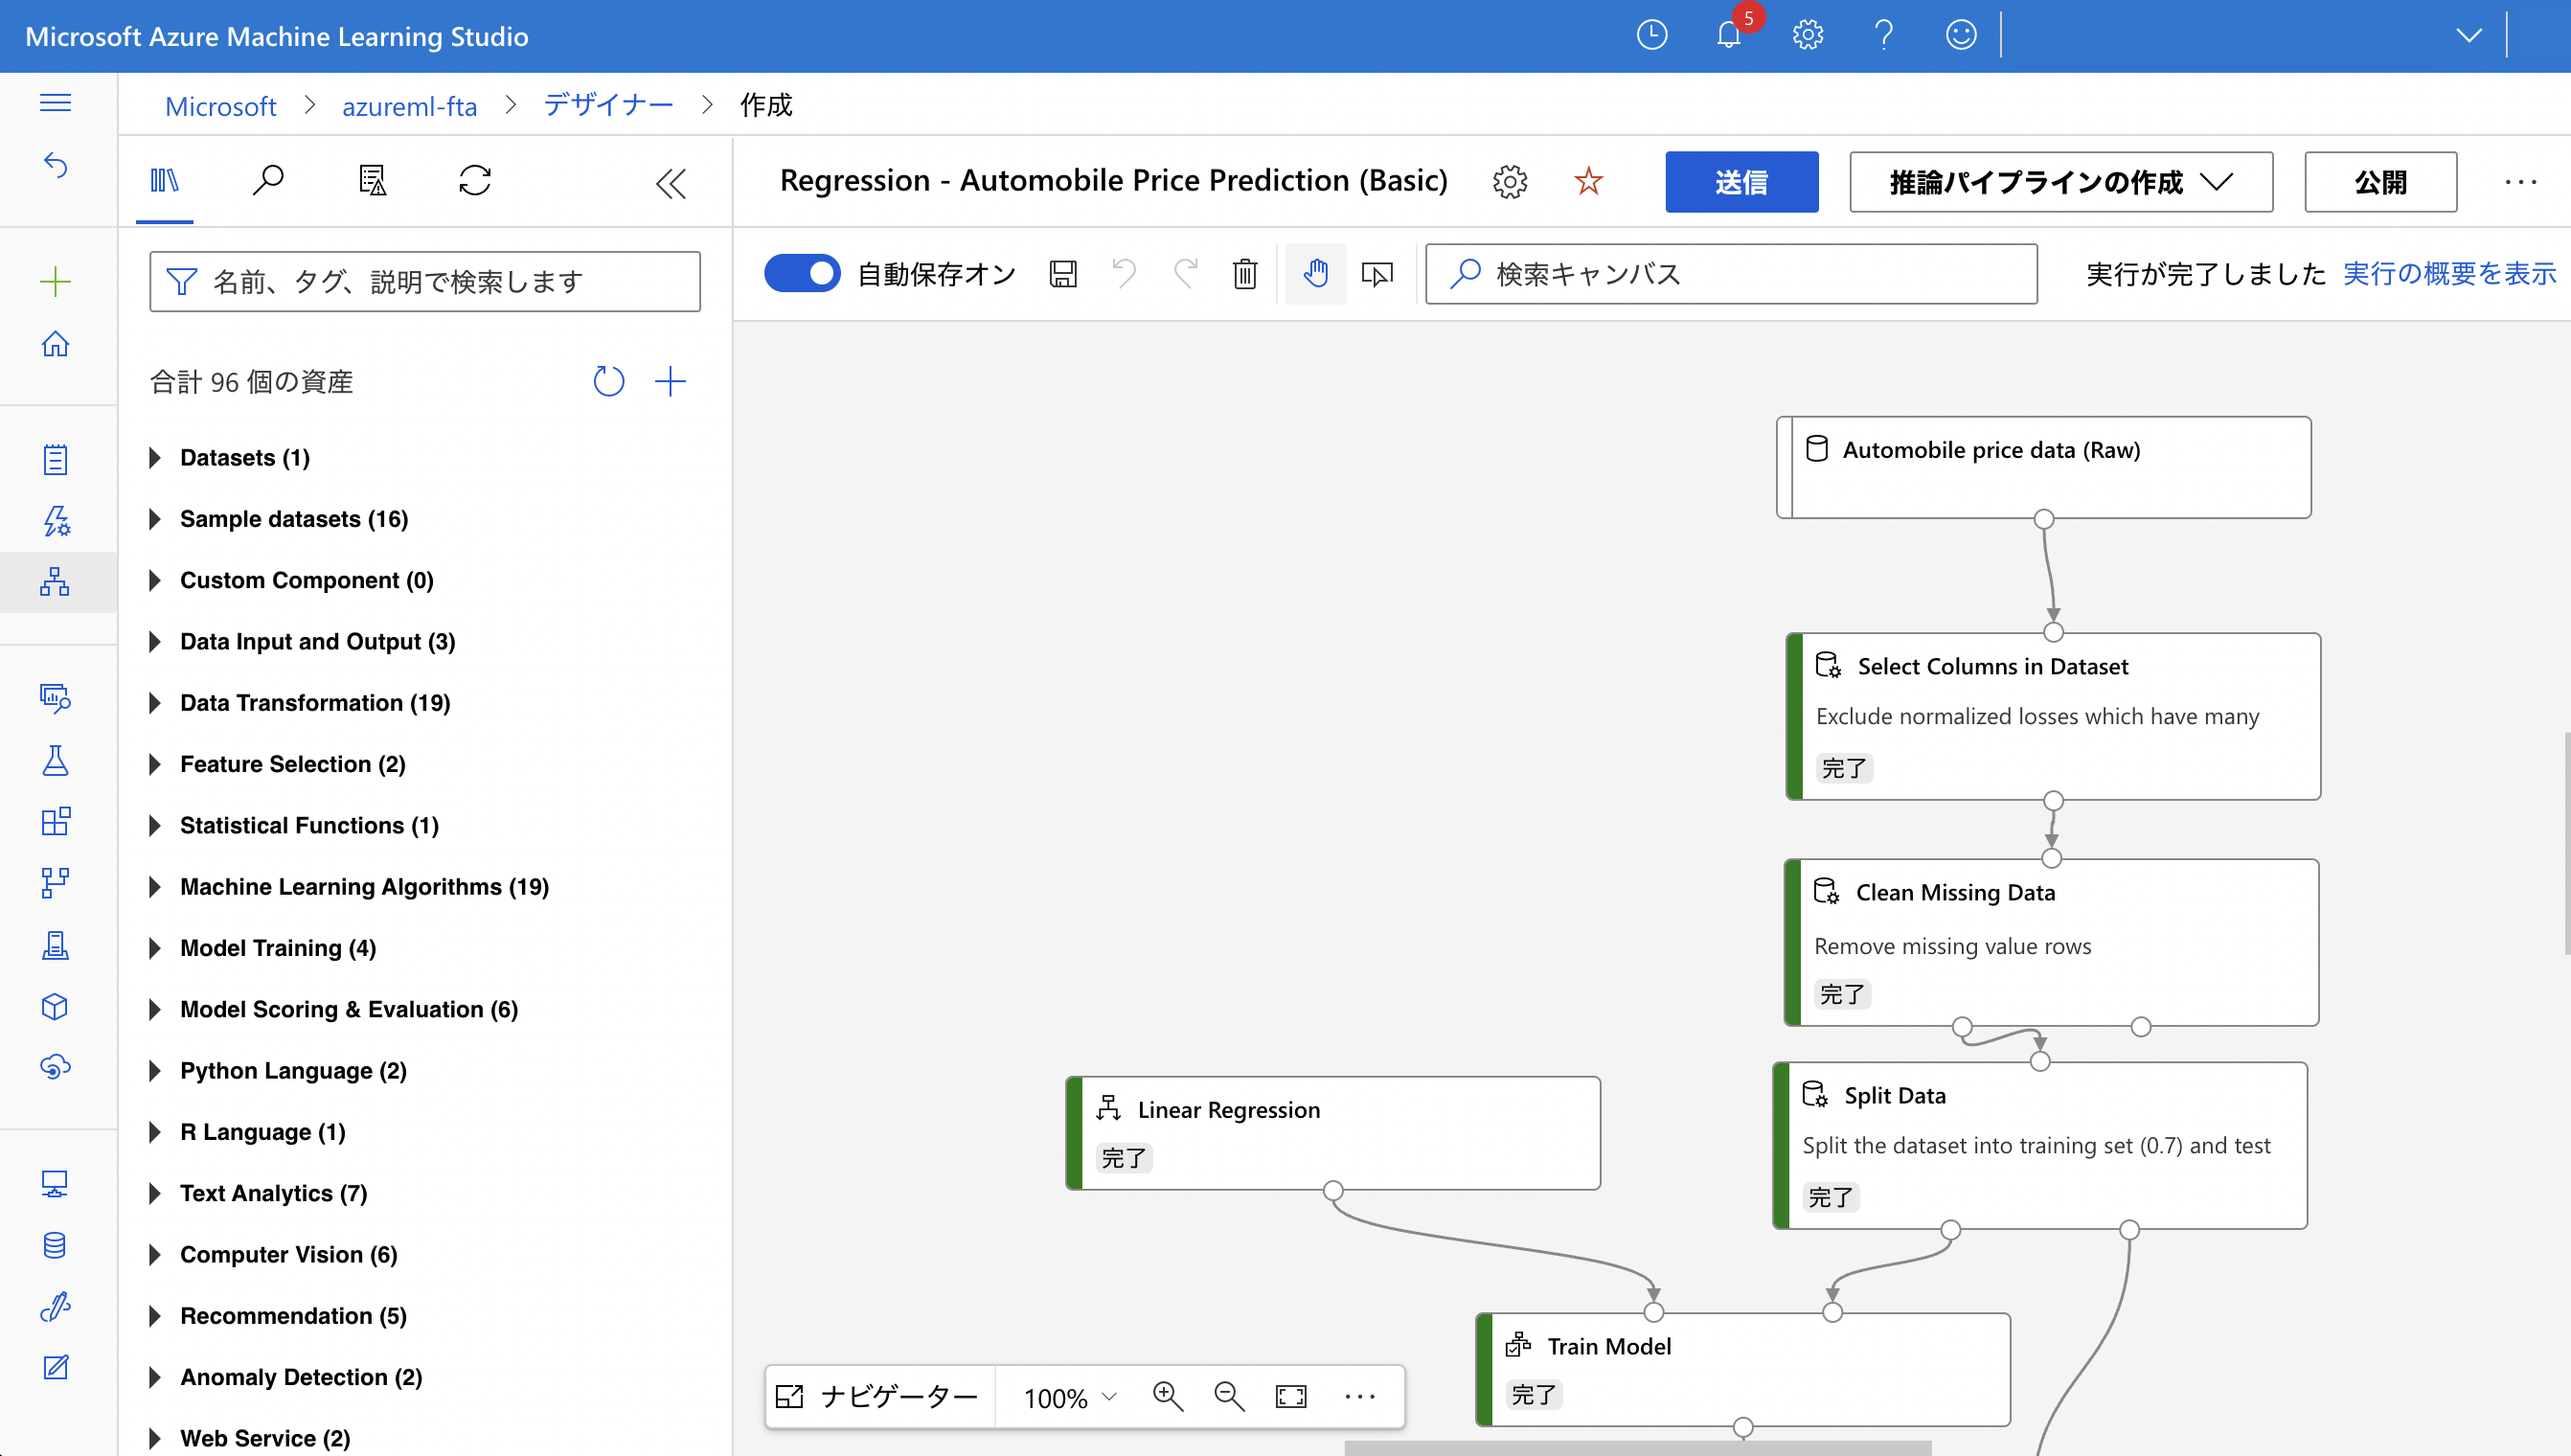 Microsoft Azure Machine Learning Studio
5
Microsoft > azureml-fta > デザイナー > 作成
Regression - Automobile Price Prediction (Basic)
送信
推論パイプラインの作成
公開
名前、タグ、説明で検索します
自動保存オン
検索キャンバス
実行が完了しました 実行の概要を表示
合計 96 個の資産
Datasets (1)
Sample datasets (16)
Custom Component (0)
Data Input and Output (3)
Data Transformation (19)
Feature Selection (2)
Statistical Functions (1)
Machine Learning Algorithms (19)
Model Training (4)
Model Scoring & Evaluation (6)
Python Language (2)
R Language (1)
Text Analytics (7)
Computer Vision (6)
Recommendation (5)
Anomaly Detection (2)
Web Service (2)
Automobile price data (Raw)
Select Columns in Dataset
Exclude normalized losses which have many
完了
Clean Missing Data
Remove missing value rows
完了
Split Data
Split the dataset into training set (0.7) and test
完了
Linear Regression
完了
Train Model
完了
ナビゲーター
100%